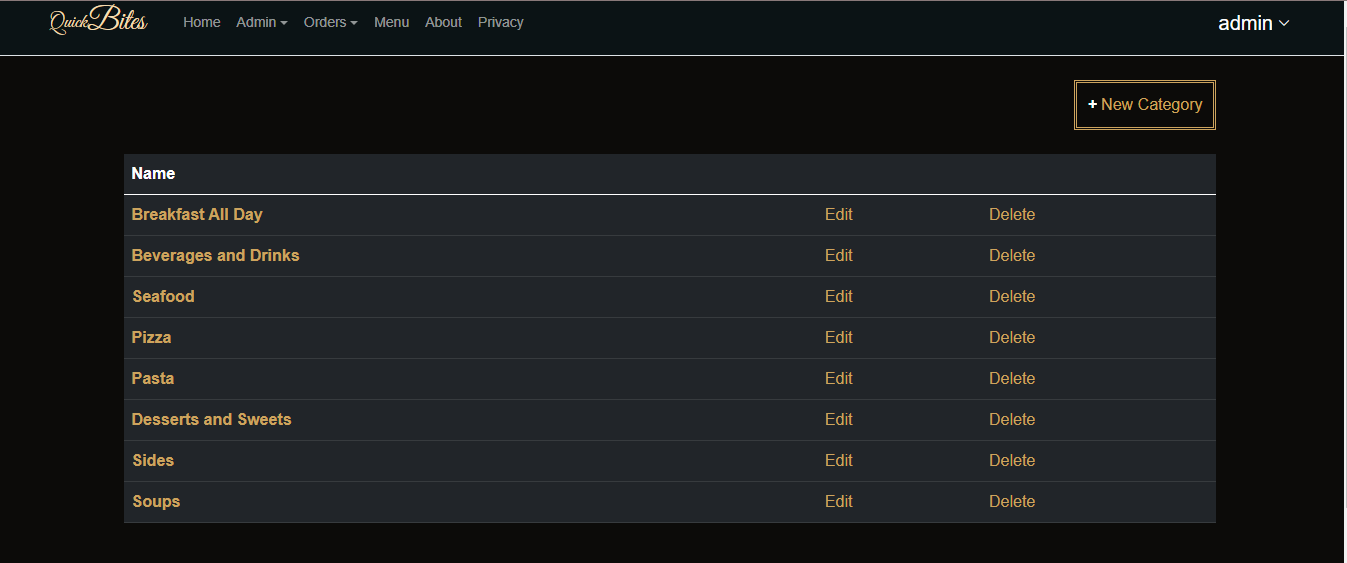 QuickBites Home Admin Orders Menu About Privacy admin
+ New Category
Name
Breakfast All Day Edit Delete
Beverages and Drinks Edit Delete
Seafood Edit Delete
Pizza Edit Delete
Pasta Edit Delete
Desserts and Sweets Edit Delete
Sides Edit Delete
Soups Edit Delete